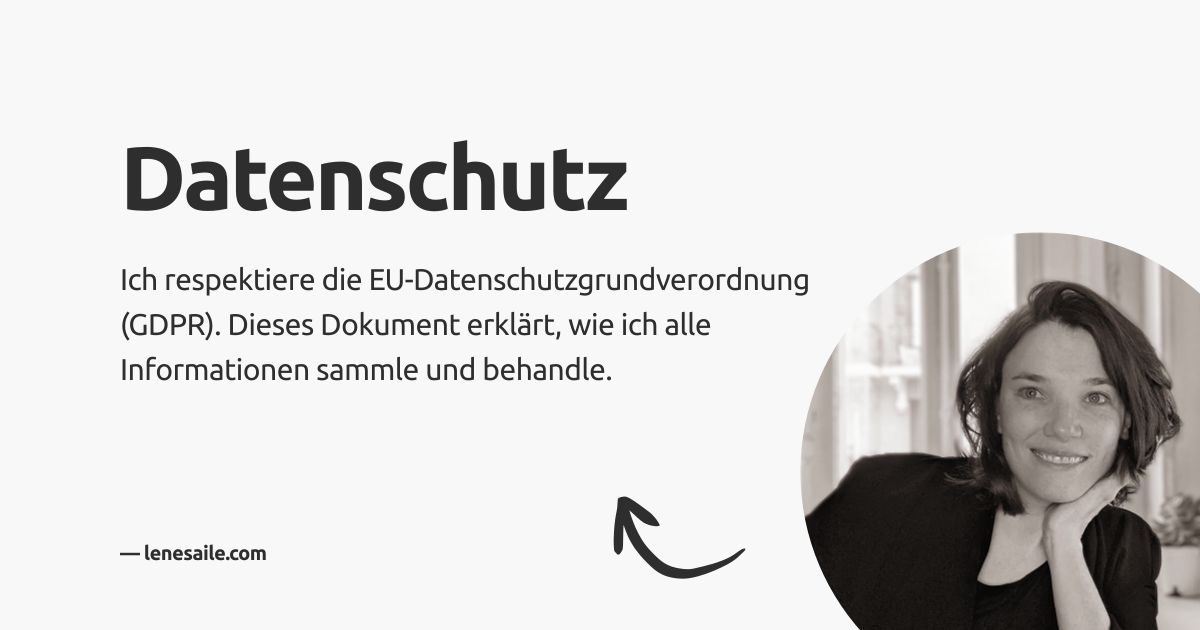 Datenschutz
Ich respektiere die EU-Datenschutzgrundverordnung
(GDPR). Dieses Dokument erklärt, wie ich alle
Informationen sammle und behandle.
— lenesaile.com